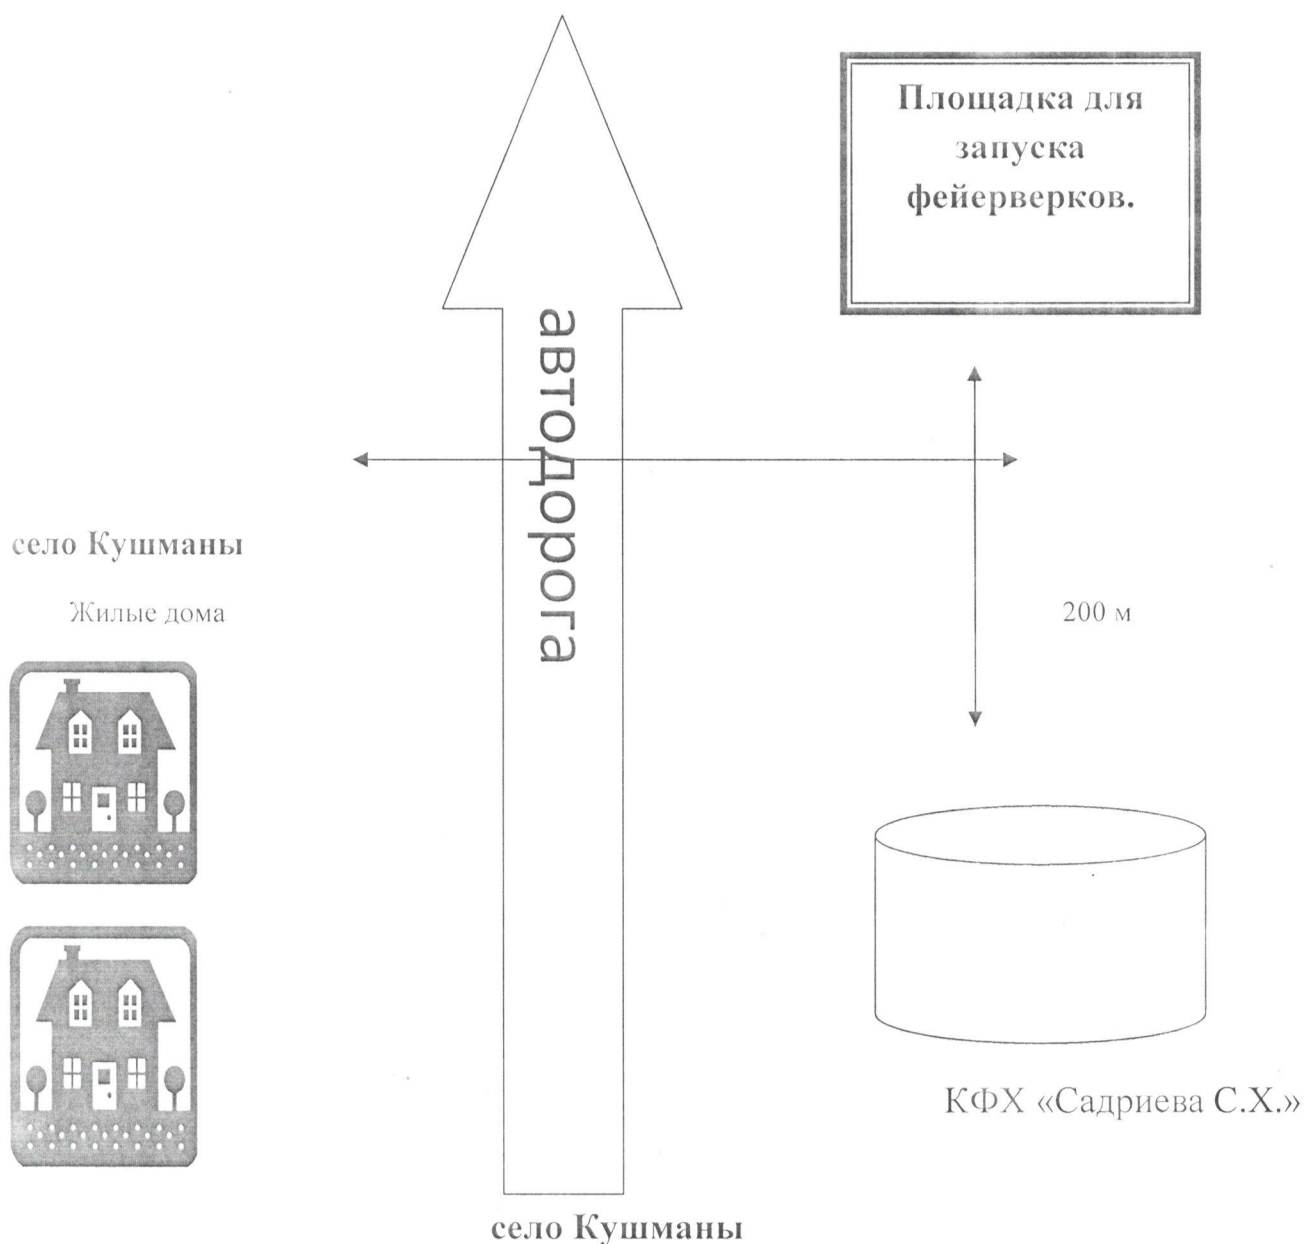 Площадка для
запуска
фейерверков.
автодорога
село Кушманы
Жилые дома
200 м
КФХ «Садриева С.Х.»
село Кушманы